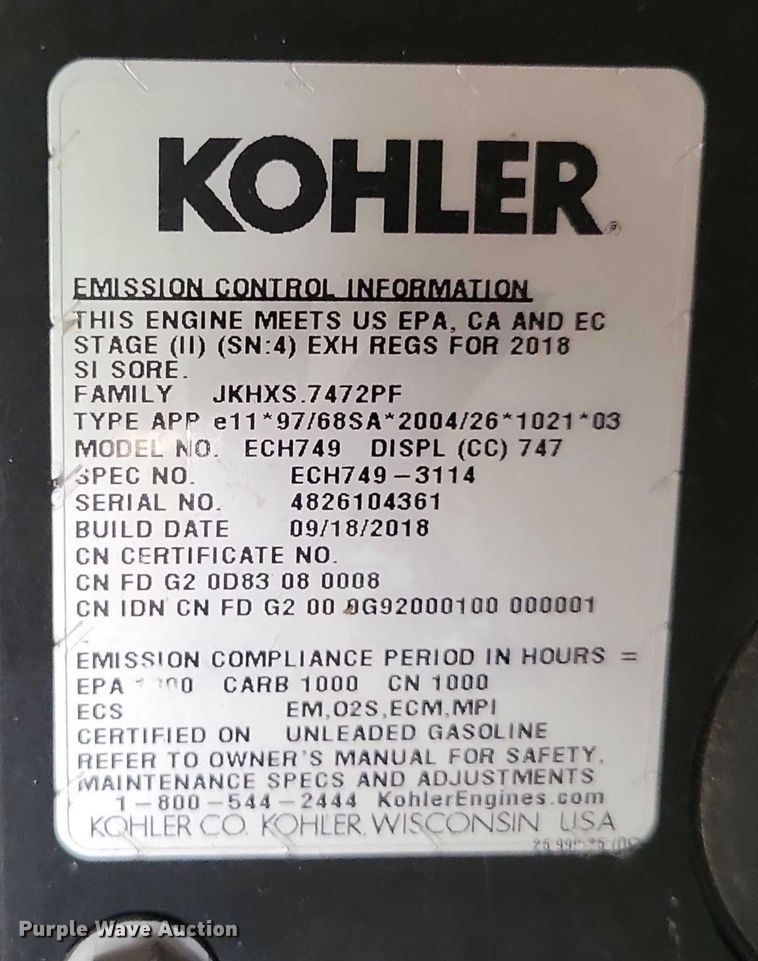 KOHLER®
EMISSION CONTROL INFORMATION
THIS ENGINE MEETS US EPA, CA AND EC
STAGE (II) (SN:4) EXH REGS FOR 2018
SI SORE.
FAMILY JKHXS.7472PF
TYPE APP e11*97/68SA*2004/26*1021*03
MODEL NO. ECH749 DISPL (CC) 747
SPEC NO. ECH749-3114
SERIAL NO. 4826104361
BUILD DATE 09/18/2018
CN CERTIFICATE NO.
CN FD G2 0D83 08 0008
CN IDN CN FD G2 00 0G92000100 000001
EMISSION COMPLIANCE PERIOD IN HOURS =
EPA CARB 1000 CN 1000
ECS EM,O2S,ECM,MPI
CERTIFIED ON UNLEADED GASOLINE
REFER TO OWNER'S MANUAL FOR SAFETY,
MAINTENANCE SPECS AND ADJUSTMENTS
1-800-544-2444 KohlerEngines.com
KOHLER CO. KOHLER, WISCONSIN USA
Purple Wave Auction